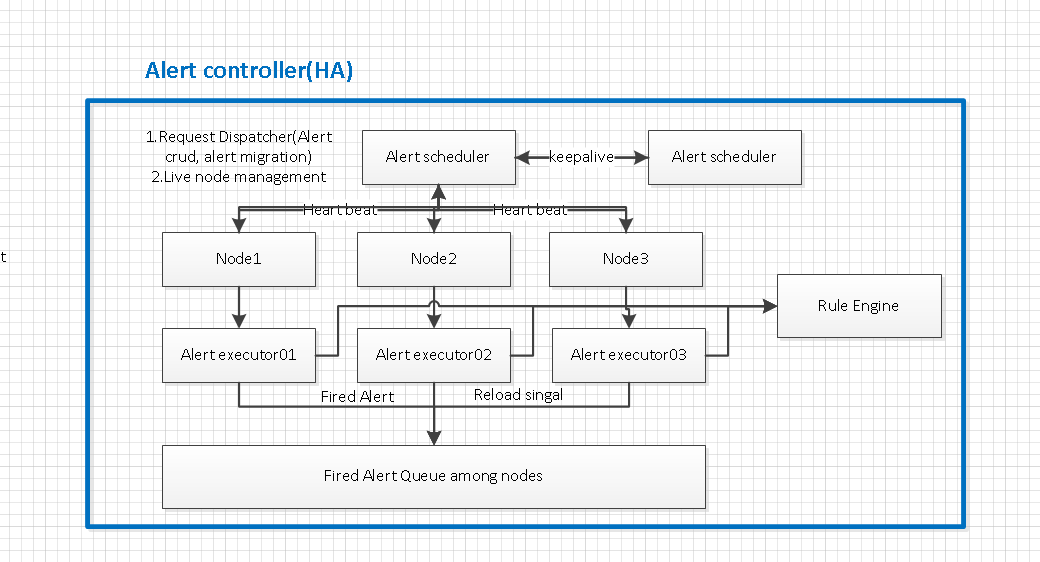 Alert controller(HA)
1.Request Dispatcher(Alert
crud, alert migration)
2.Live node management
Alert scheduler
keepalive
Alert scheduler
Heart beat
Heart beat
Node1
Node2
Node3
t
Rule Engine
Alert executor01
Alert executor02
Alert executor03
Fired Alert
Reload singal
Fired Alert Queue among nodes